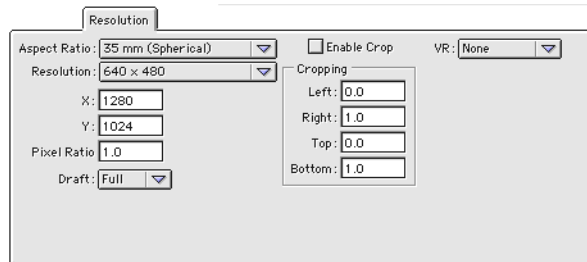 Resolution
Aspect Ratio: 35 mm (Spherical) Enable Crop VR: None
Resolution: 640 × 480 Cropping
Left: 0.0
X: 1280
Right: 1.0
Y: 1024
Top: 0.0
Pixel Ratio 1.0
Bottom: 1.0
Draft: Full